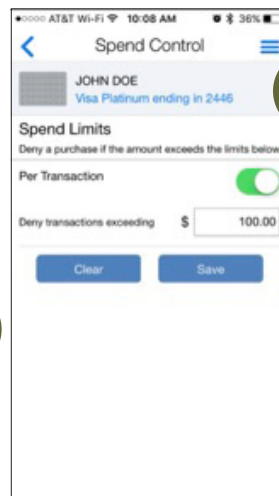 AT&T Wi-Fi 10:08 AM 36%
Spend Control
JOHN DOE
Visa Platinum ending in 2446
Spend Limits
Deny a purchase if the amount exceeds the limits below
Per Transaction
Deny transactions exceeding $ 100.00
Clear Save